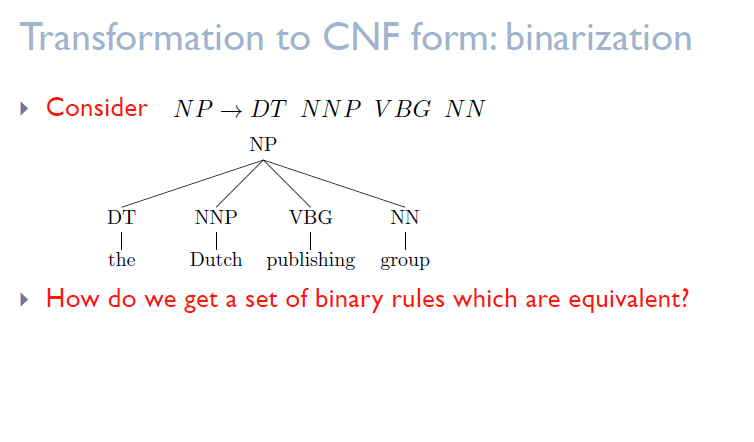 Transformation to CNF form: binarization
Consider NP → DT NNP VBG NN
NP
DT NNP VBG NN
the Dutch publishing group
How do we get a set of binary rules which are equivalent?